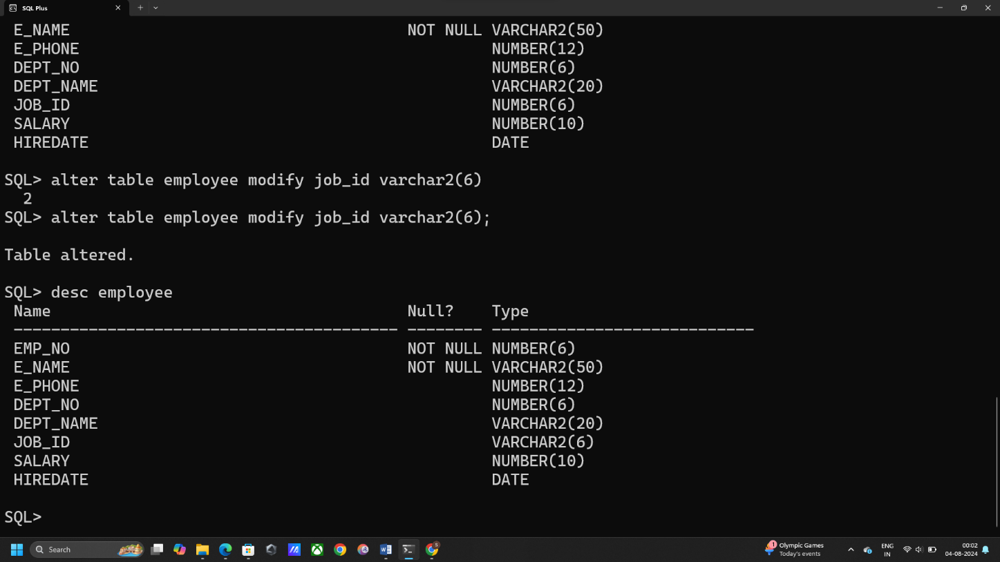 SQL Plus
E_NAME NOT NULL VARCHAR2(50)
E_PHONE NUMBER(12)
DEPT_NO NUMBER(6)
DEPT_NAME VARCHAR2(20)
JOB_ID NUMBER(6)
SALARY NUMBER(10)
HIREDATE DATE
SQL> alter table employee modify job_id varchar2(6)
2
SQL> alter table employee modify job_id varchar2(6);
Table altered.
SQL> desc employee
Name Null? Type
----------------------------------------- -------- ----------------------------
EMP_NO NOT NULL NUMBER(6)
E_NAME NOT NULL VARCHAR2(50)
E_PHONE NUMBER(12)
DEPT_NO NUMBER(6)
DEPT_NAME VARCHAR2(20)
JOB_ID VARCHAR2(6)
SALARY NUMBER(10)
HIREDATE DATE
SQL>
Search
1
Olympic Games
Today's events
ENG
IN
00:02
04-08-2024